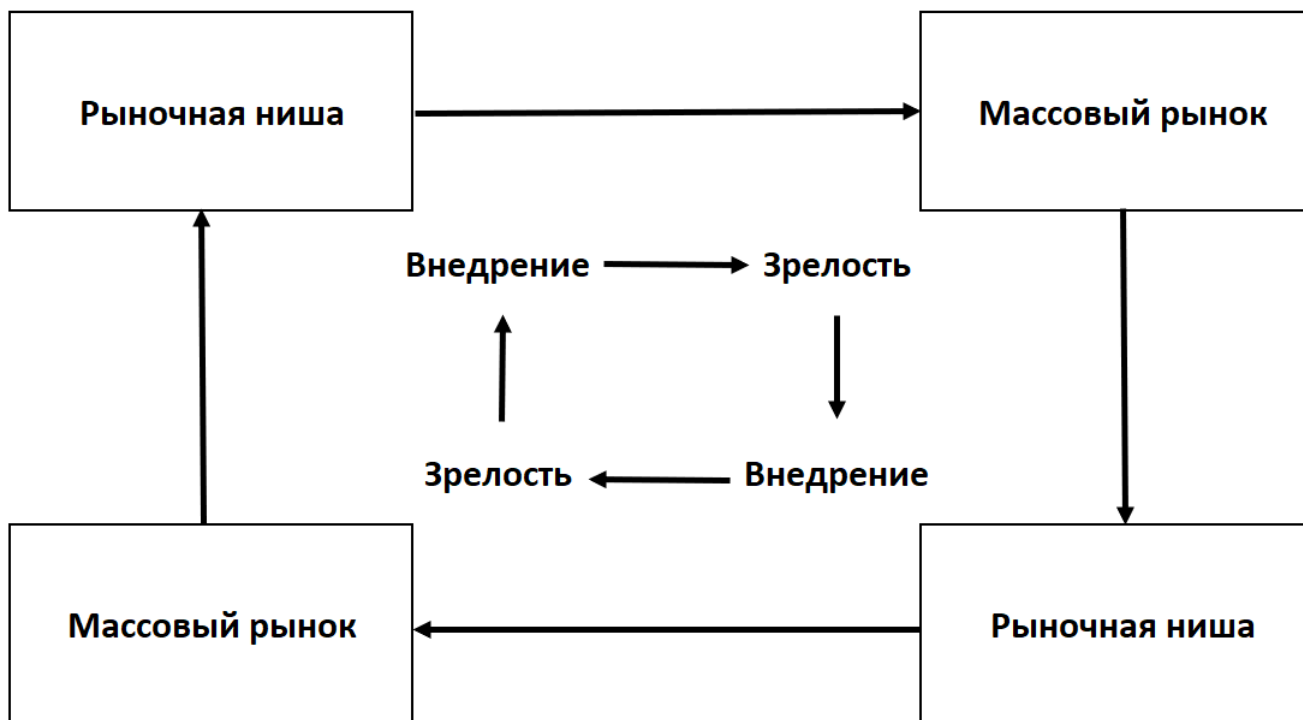 Рыночная ниша
Массовый рынок
Внедрение
Зрелость
Зрелость
Внедрение
Массовый рынок
Рыночная ниша